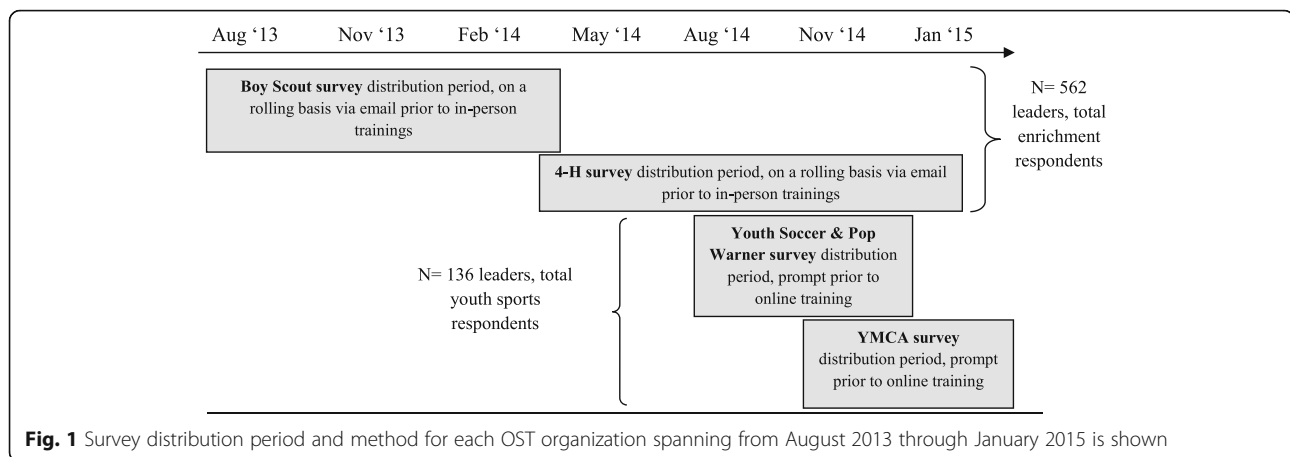 Aug ‘13 Nov ‘13 Feb ‘14 May ‘14 Aug ‘14 Nov ‘14 Jan ‘15
Boy Scout survey distribution period, on
a rolling basis via email prior to in-person
trainings
N= 562
leaders, total
enrichment
respondents
4-H survey distribution period, on a rolling basis via email
prior to in-person trainings
Youth Soccer & Pop
Warner survey distribution
period, prompt prior to
online training
N= 136 leaders, total
youth sports
respondents
YMCA survey
distribution period, prompt
prior to online training
Fig. 1 Survey distribution period and method for each OST organization spanning from August 2013 through January 2015 is shown